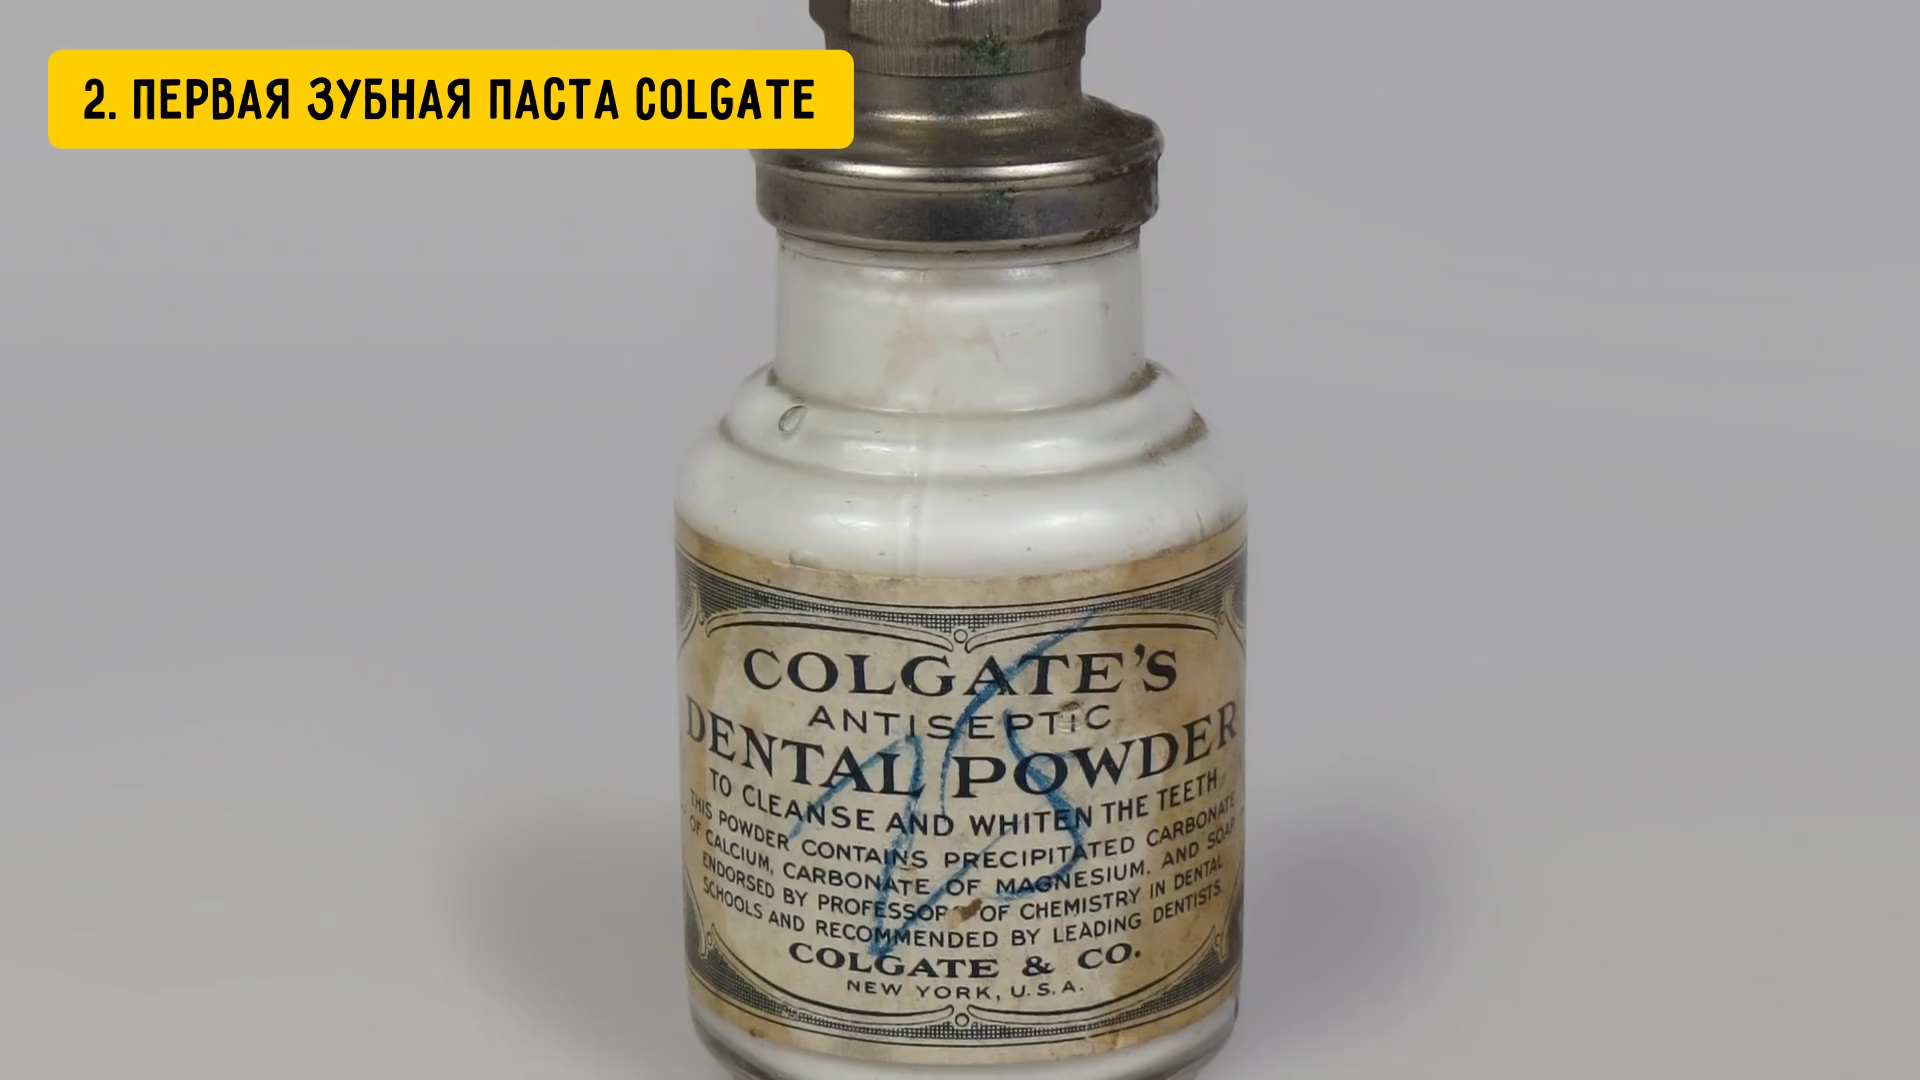 2. ПЕРВАЯ ЗУБНАЯ ПАСТА COLGATE
COLGATE'S
ANTISEPTIC
DENTAL POWDER
TO CLEANSE AND WHITEN THE TEETH
THIS POWDER CONTAINS PRECIPITATED CARBONATE
OF CALCIUM, CARBONATE OF MAGNESIUM, AND SOAP.
ENDORSED BY PROFESSOR OF CHEMISTRY IN DENTAL
SCHOOLS AND RECOMMENDED BY LEADING DENTISTS.
COLGATE & CO.
NEW YORK, U.S.A.